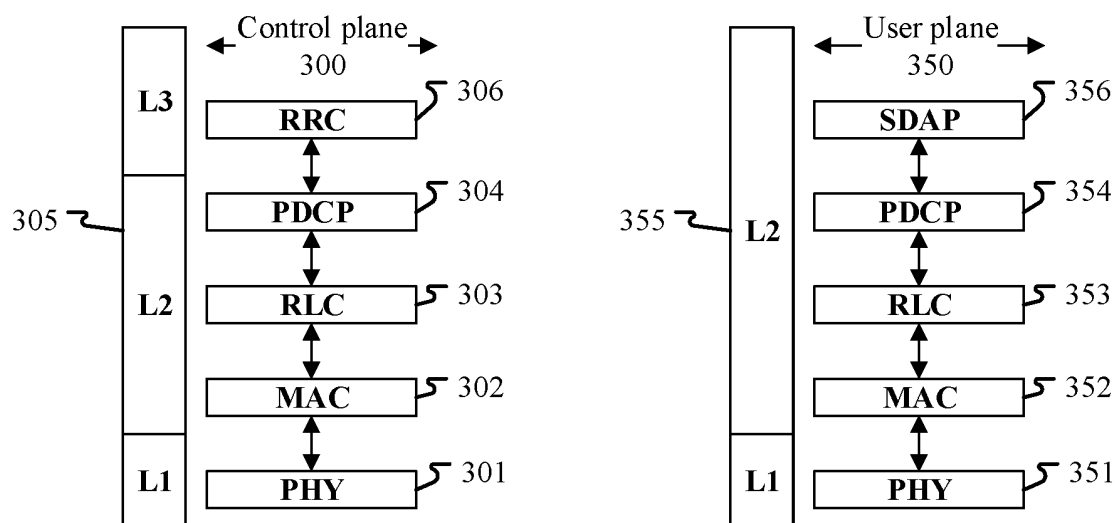 Control plane
300
L3
306
RRC
304
PDCP
305
L2
303
RLC
302
MAC
L1
301
PHY
User plane
350
356
SDAP
354
PDCP
355
L2
353
RLC
352
MAC
L1
351
PHY